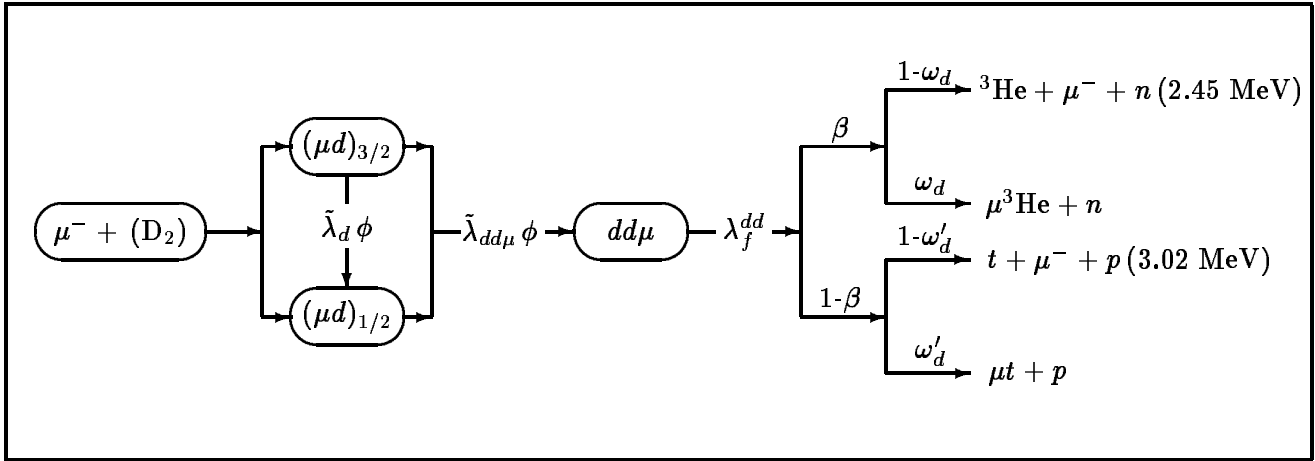 1-ω_d
³He + μ⁻ + n (2.45 MeV)
β
(μd)_{3/2}
ω_d
μ³He + n
μ⁻ + (D₂)
λ̃_d ϕ
λ̃_{ddμ} ϕ
ddμ
λ_f^{dd}
1-ω′_d
t + μ⁻ + p (3.02 MeV)
(μd)_{1/2}
1-β
ω′_d
μt + p